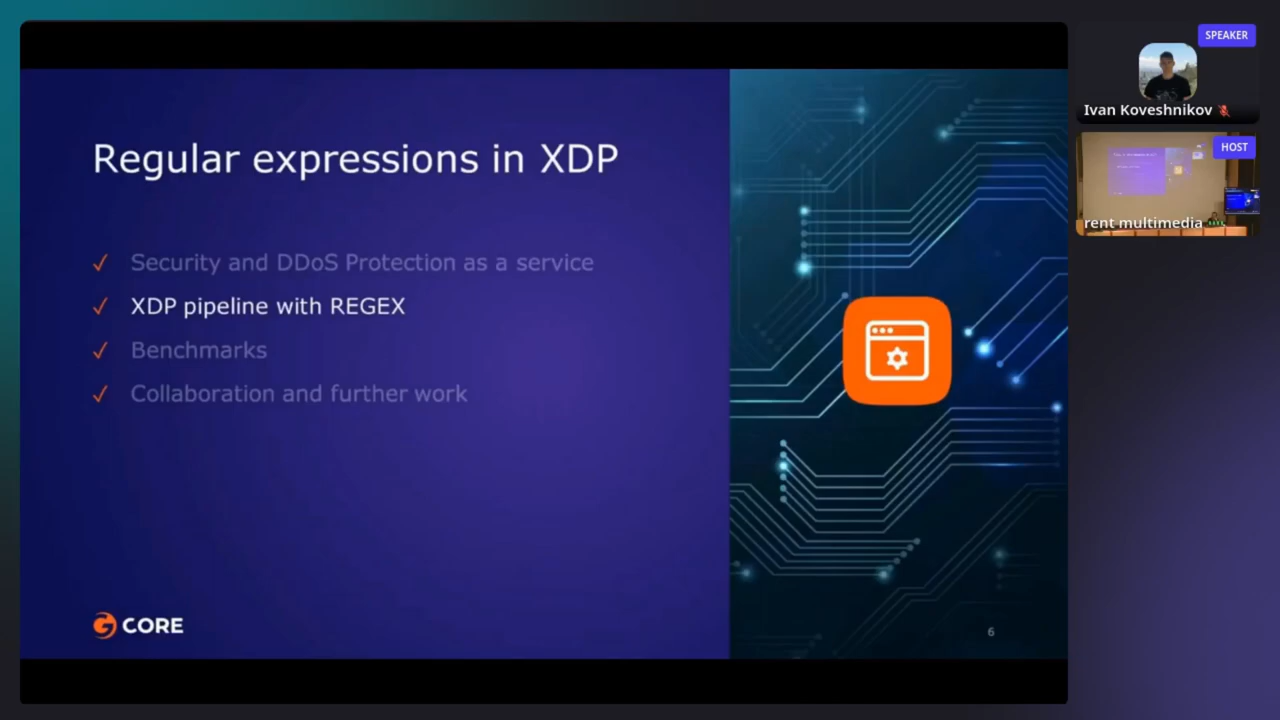 Regular expressions in XDP
✓ Security and DDoS Protection as a service
✓ XDP pipeline with REGEX
✓ Benchmarks
✓ Collaboration and further work
G CORE
6
SPEAKER
Ivan Koveshnikov
HOST
rent multimedia